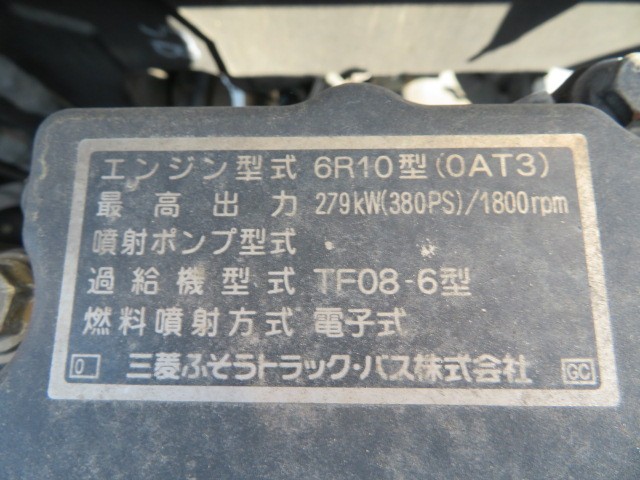 エンジン型式 6R10型(0AT3)
最高出力 279kW(380PS)/1800rpm
噴射ポンプ型式
過給機型式 TF08-6型
燃料噴射方式 電子式
0 三菱ふそうトラック・バス株式会社 GC